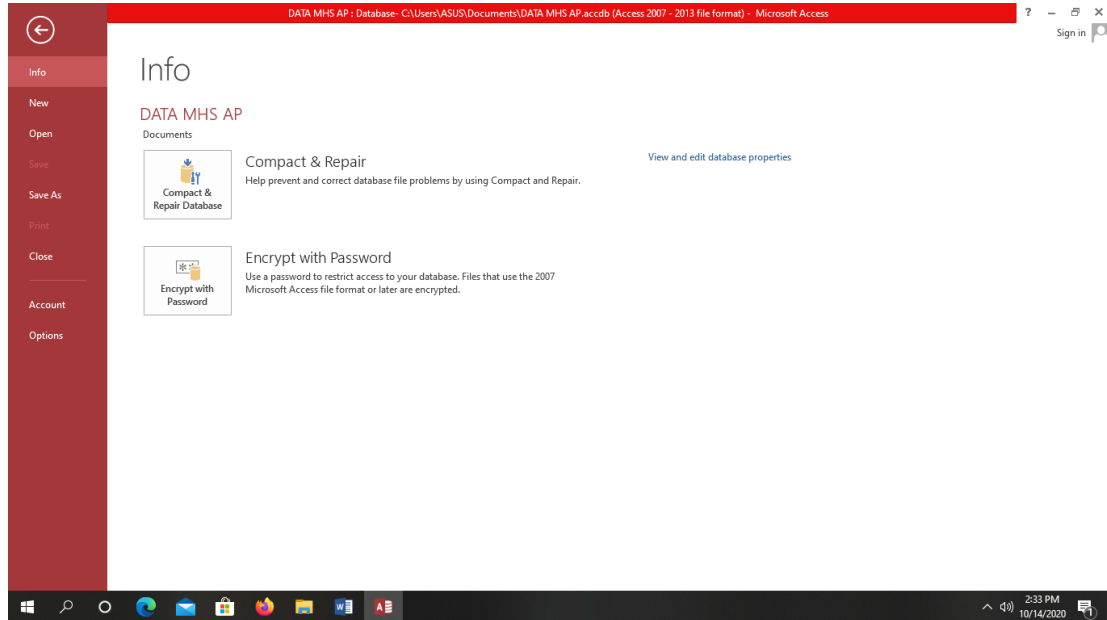 DATA MHS AP : Database- C:\Users\ASUS\Documents\DATA MHS AP.accdb (Access 2007 - 2013 file format) - Microsoft Access
?
Sign in
Info
New
Open
Save
Save As
Print
Close
Account
Options
Info
DATA MHS AP
Documents
Compact &
Repair Database
Compact & Repair
Help prevent and correct database file problems by using Compact and Repair.
View and edit database properties
Encrypt with
Password
Encrypt with Password
Use a password to restrict access to your database. Files that use the 2007
Microsoft Access file format or later are encrypted.
2:33 PM
10/14/2020
1